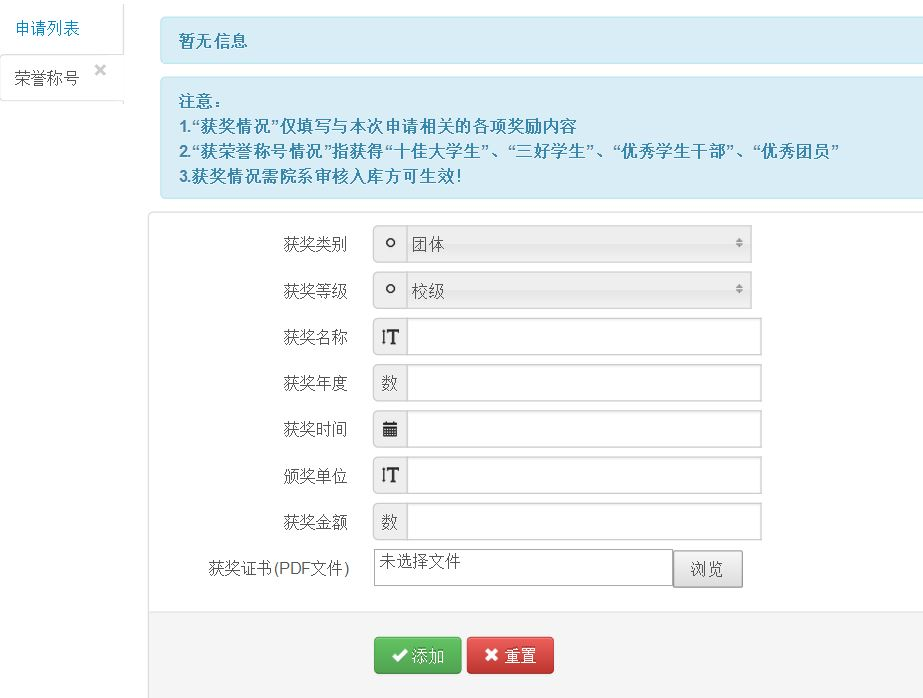 申请列表
荣誉称号
暂无信息
注意：
1.“获奖情况”仅填写与本次申请相关的各项奖励内容
2.“获荣誉称号情况”指获得“十佳大学生”、“三好学生”、“优秀学生干部”、“优秀团员”
3.获奖情况需院系审核入库方可生效！
获奖类别 团体
获奖等级 校级
获奖名称
获奖年度 数
获奖时间
颁奖单位
获奖金额 数
获奖证书(PDF文件) 未选择文件 浏览
添加 重置